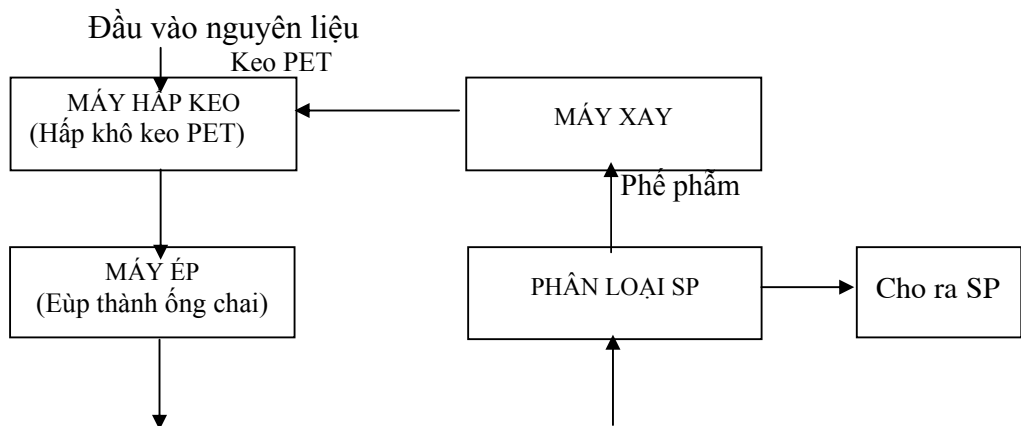 Đầu vào nguyên liệu
Keo PET
MÁY HẤP KEO
(Hấp khô keo PET)
MÁY XAY
Phế phẫm
MÁY ÉP
(Eùp thành ống chai)
PHÂN LOẠI SP
Cho ra SP